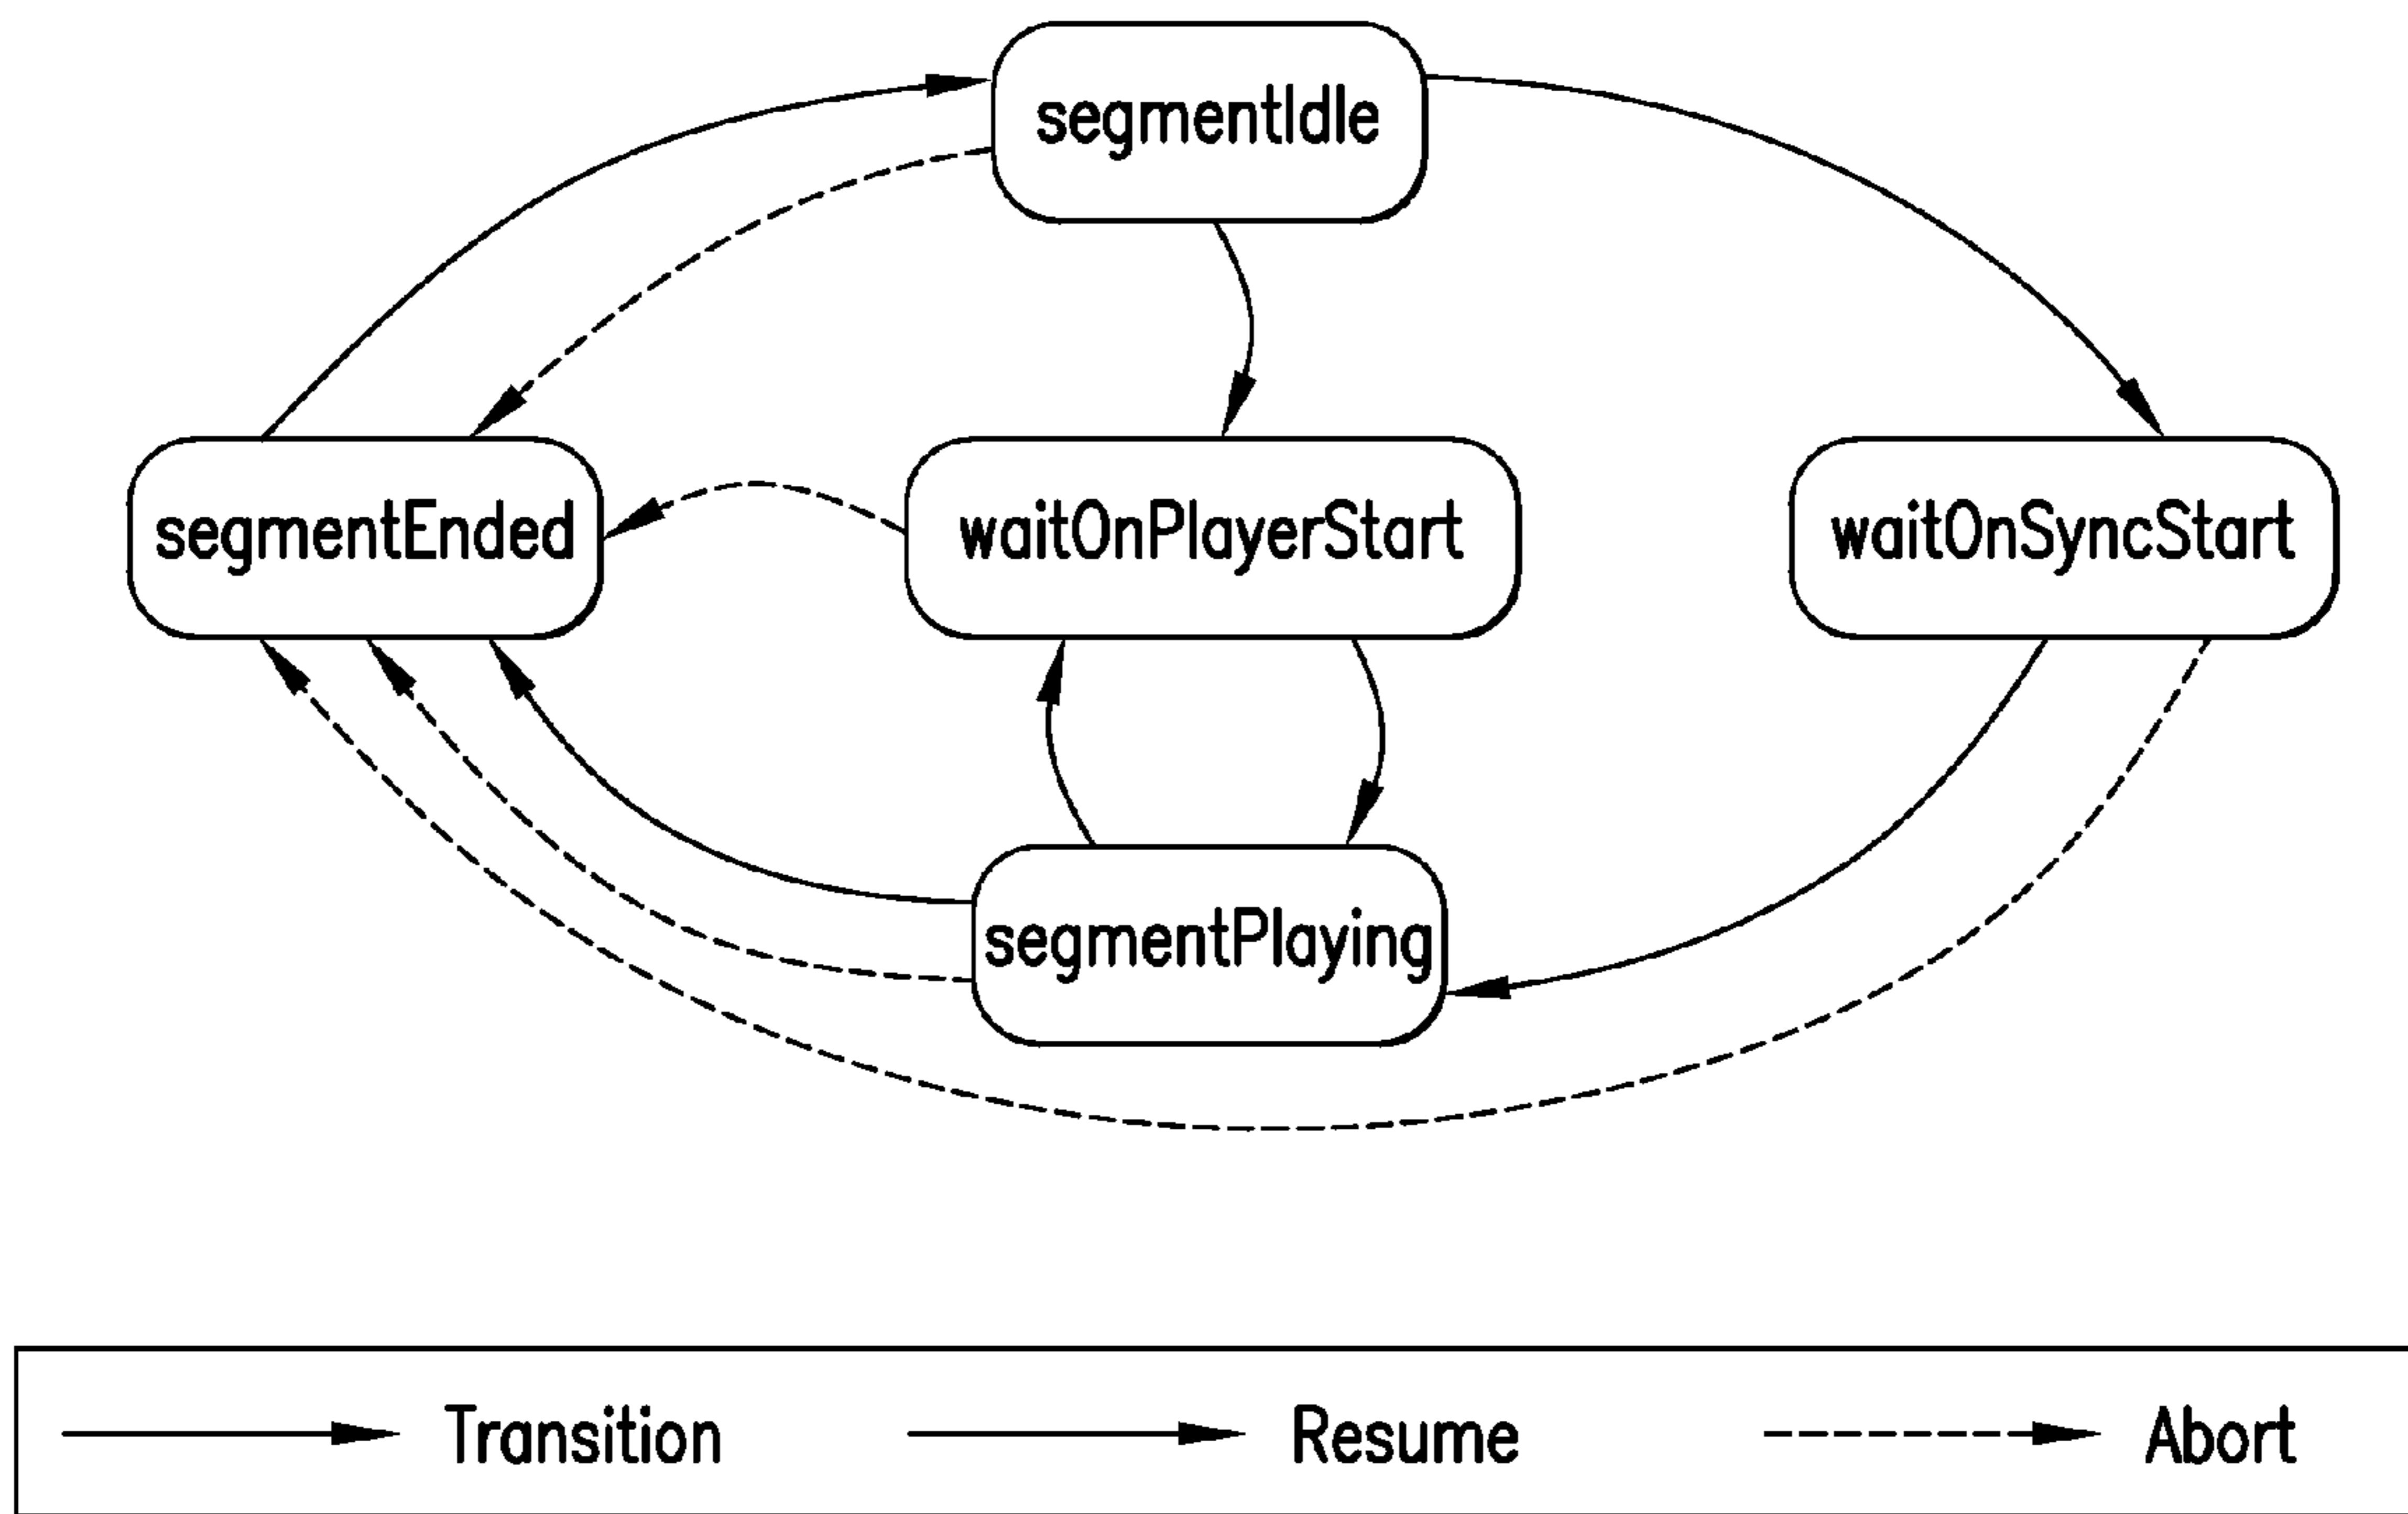 segmentIdle
segmentEnded
waitOnPlayerStart
waitOnSyncStart
segmentPlaying
Transition
Resume
Abort